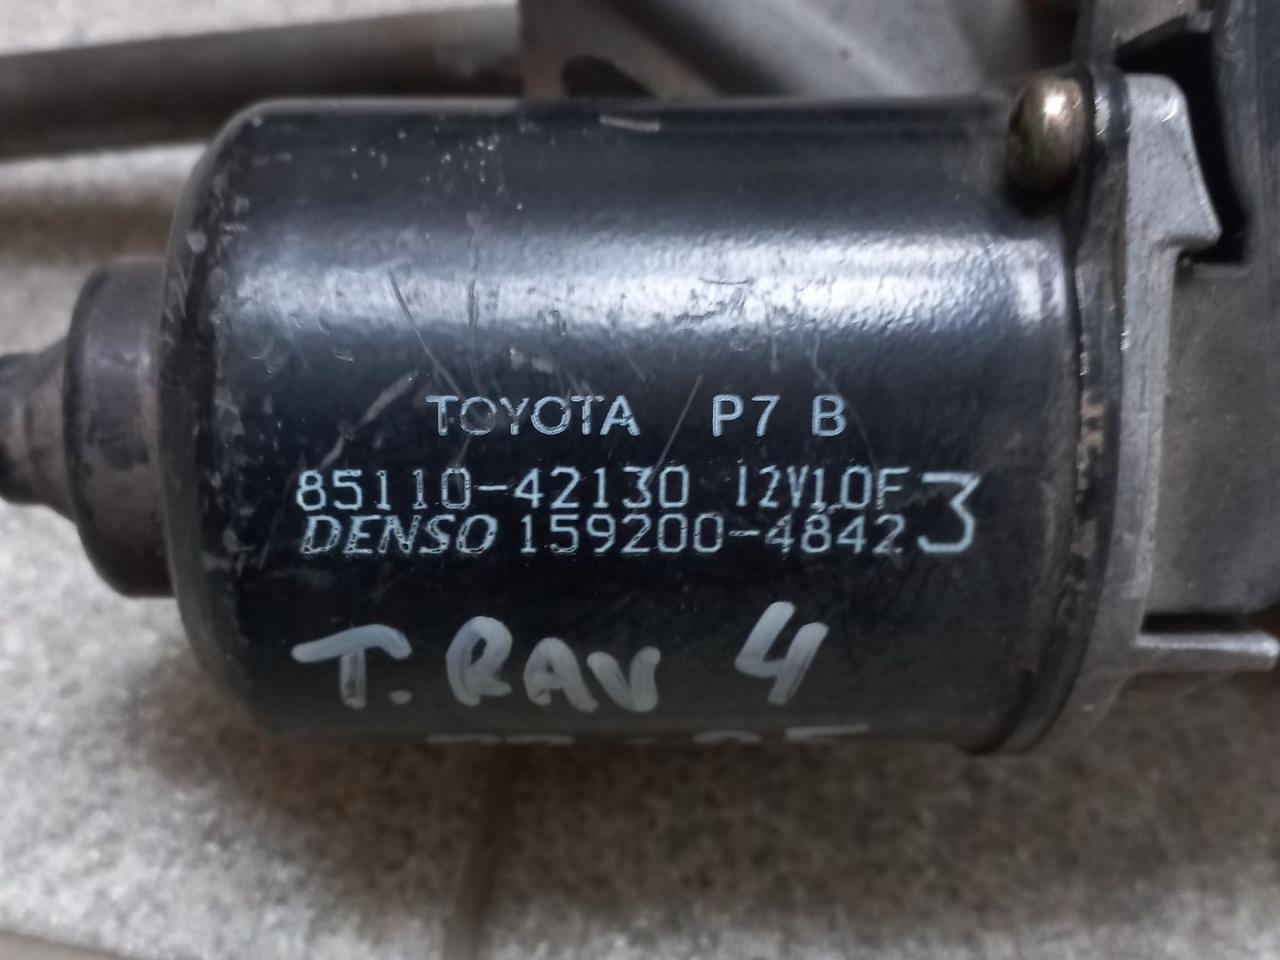 TOYOTA P7 B
85110-42130 12V1.0F 3
DENSO 159200-4842
T. RAV 4